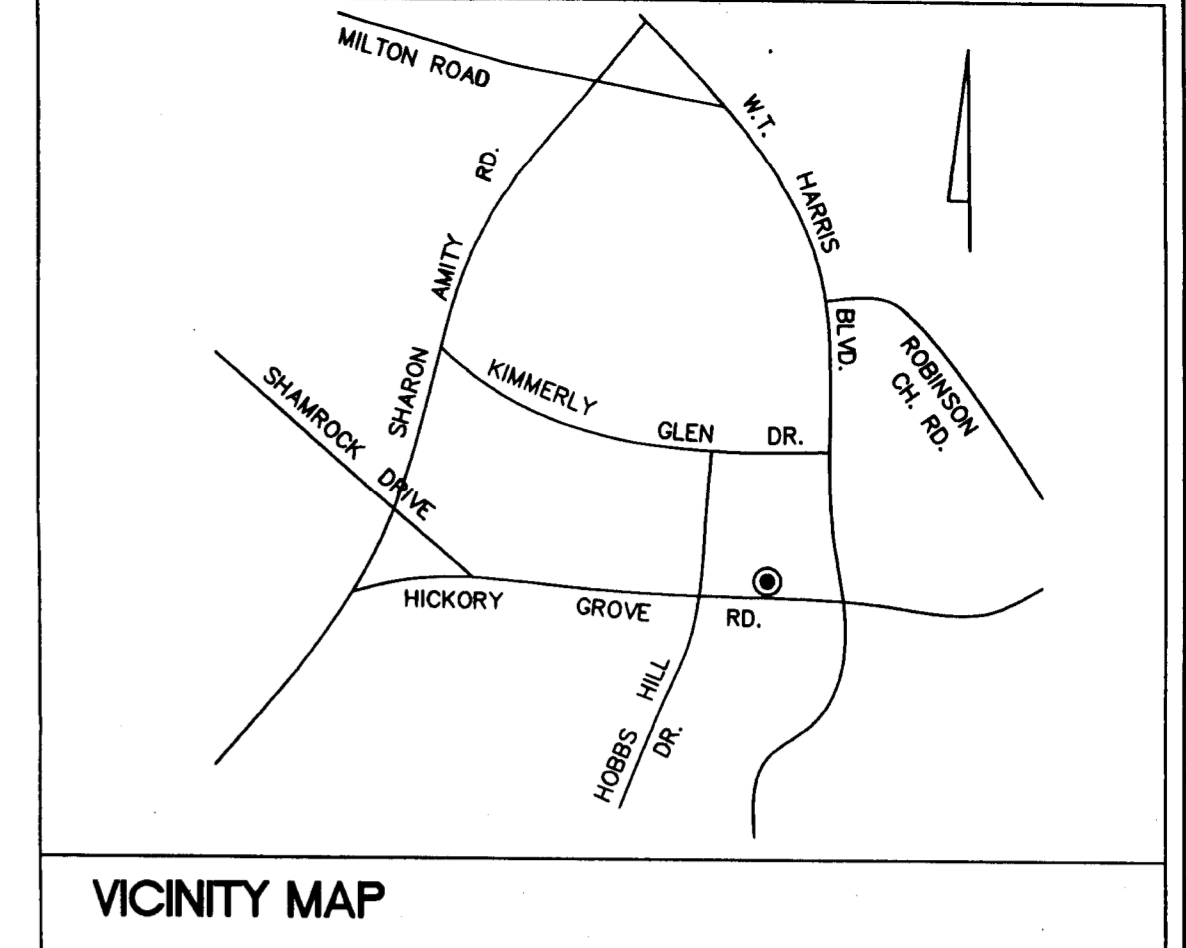 MILTON ROAD
W.T. HARRIS BLVD.
SHARON AMITY RD.
ROBINSON
CH. RD.
KIMMERLY GLEN DR.
SHAMROCK DRIVE
HICKORY GROVE RD.
HOBBS HILL
DR.
VICINITY MAP